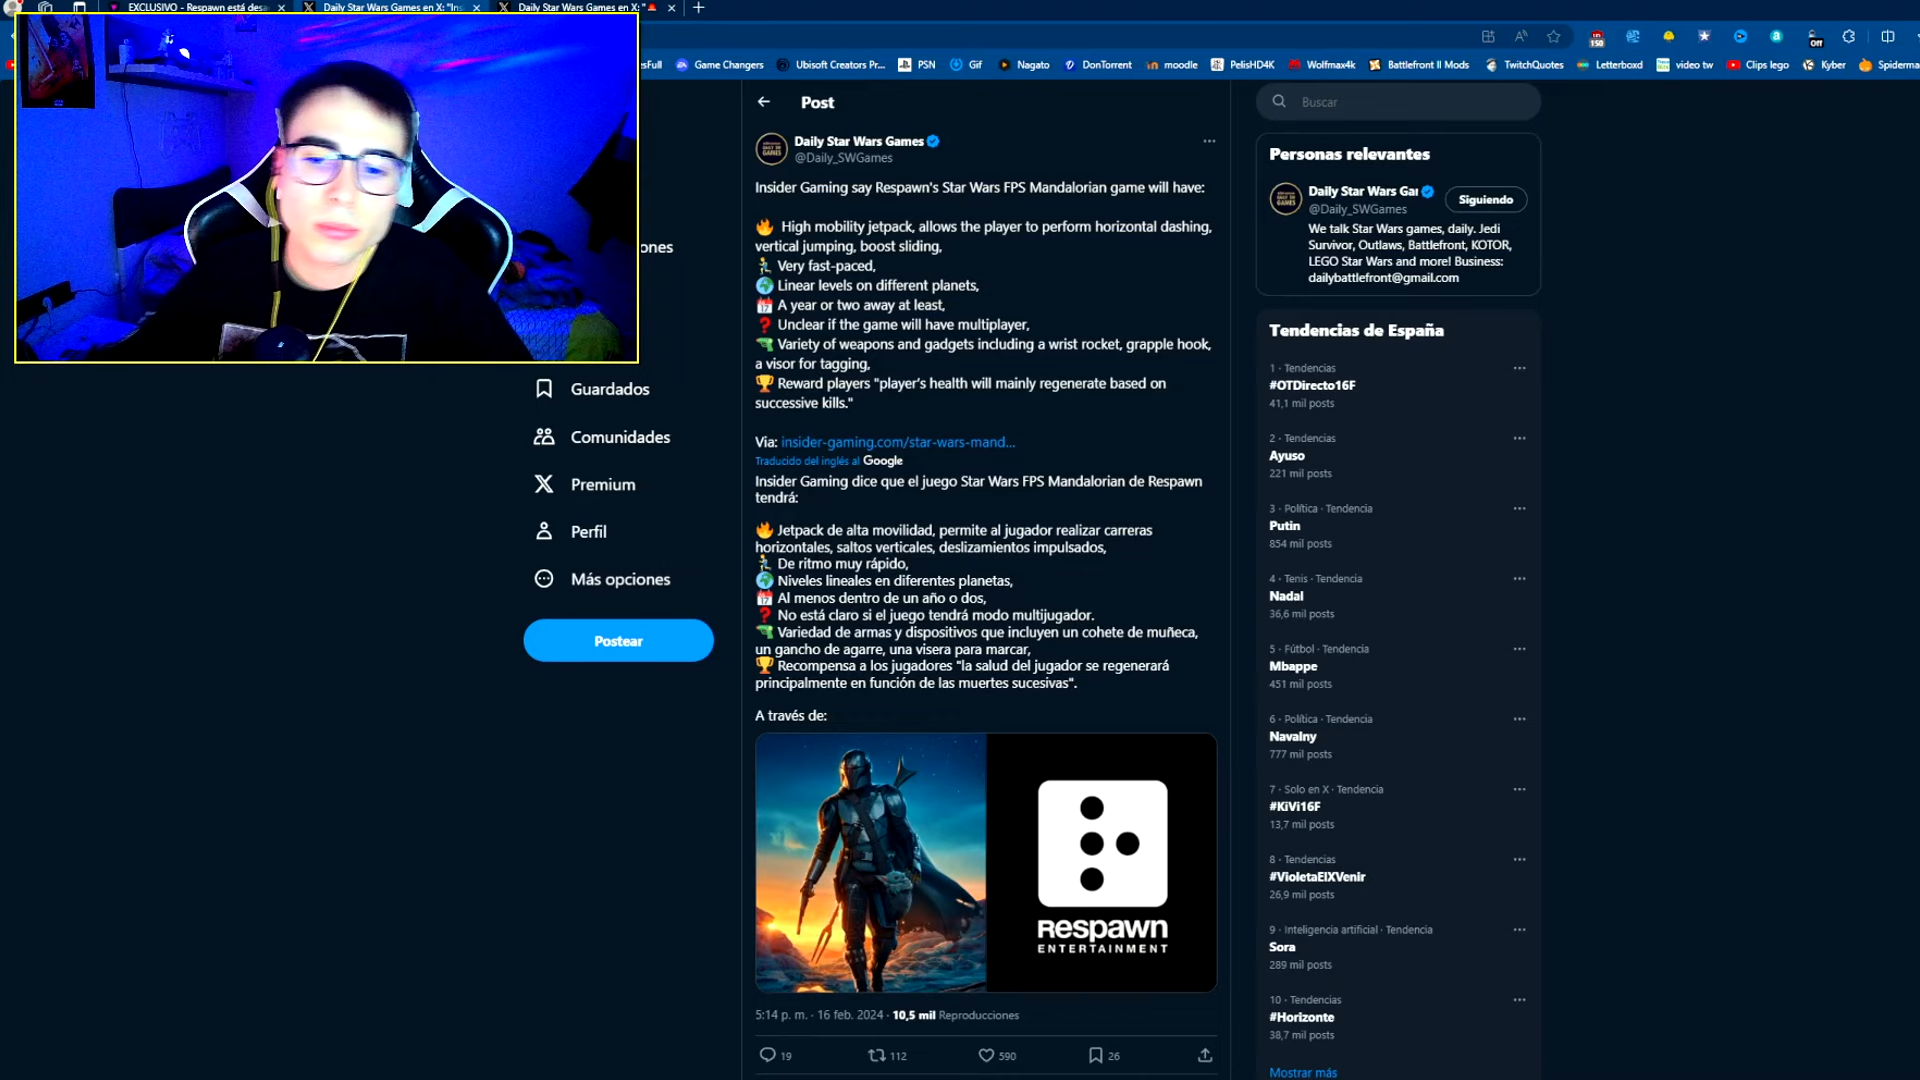 EXCLUSIVO - Respawn está desa
Daily Star Wars Games en X: "Ins
Daily Star Wars Games en X: "
150
Off
esFull
Game Changers
Ubisoft Creators Pr...
PSN
Gif
Nagato
DonTorrent
moodle
PelisHD4K
Wolfmax4k
Battlefront II Mods
TwitchQuotes
Letterboxd
video tw
Clips lego
Kyber
Spiderma
ones
Guardados
Comunidades
Premium
Perfil
Más opciones
Postear
Post
Daily Star Wars Games
@Daily_SWGames
Insider Gaming say Respawn's Star Wars FPS Mandalorian game will have:
🔥 High mobility jetpack, allows the player to perform horizontal dashing,
vertical jumping, boost sliding,
🏃 Very fast-paced,
🌍 Linear levels on different planets,
📅 A year or two away at least,
❓ Unclear if the game will have multiplayer,
🔫 Variety of weapons and gadgets including a wrist rocket, grapple hook,
a visor for tagging,
🏆 Reward players "player's health will mainly regenerate based on
successive kills."
Via: insider-gaming.com/star-wars-mand...
Traducido del inglés al Google
Insider Gaming dice que el juego Star Wars FPS Mandalorian de Respawn
tendrá:
🔥 Jetpack de alta movilidad, permite al jugador realizar carreras
horizontales, saltos verticales, deslizamientos impulsados,
🏃 De ritmo muy rápido,
🌍 Niveles lineales en diferentes planetas,
📅 Al menos dentro de un año o dos,
❓ No está claro si el juego tendrá modo multijugador.
🔫 Variedad de armas y dispositivos que incluyen un cohete de muñeca,
un gancho de agarre, una visera para marcar,
🏆 Recompensa a los jugadores "la salud del jugador se regenerará
principalmente en función de las muertes sucesivas".
A través de:
Respawn
ENTERTAINMENT
5:14 p. m. · 16 feb. 2024 · 10,5 mil Reproducciones
19
112
590
26
Buscar
Personas relevantes
Daily Star Wars Gar
@Daily_SWGames
Siguiendo
We talk Star Wars games, daily. Jedi
Survivor, Outlaws, Battlefront, KOTOR,
LEGO Star Wars and more! Business:
dailybattlefront@gmail.com
Tendencias de España
1 · Tendencias
#OTDirecto16F
41,1 mil posts
2 · Tendencias
Ayuso
221 mil posts
3 · Política · Tendencia
Putin
854 mil posts
4 · Tenis · Tendencia
Nadal
36,6 mil posts
5 · Fútbol · Tendencia
Mbappe
451 mil posts
6 · Política · Tendencia
Navalny
777 mil posts
7 · Solo en X · Tendencia
#KiVi16F
13,7 mil posts
8 · Tendencias
#VioletaElXVenir
26,9 mil posts
9 · Inteligencia artificial · Tendencia
Sora
289 mil posts
10 · Tendencias
#Horizonte
38,7 mil posts
Mostrar más